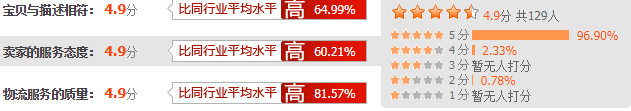 宝贝与描述相符： 4.9分 比同行业平均水平 高 64.99%
卖家的服务态度： 4.9分 比同行业平均水平 高 60.21%
物流服务的质量： 4.9分 比同行业平均水平 高 81.57%
4.9分 共129人
5 分 96.90%
4 分 2.33%
3 分 暂无人打分
2 分 0.78%
1 分 暂无人打分